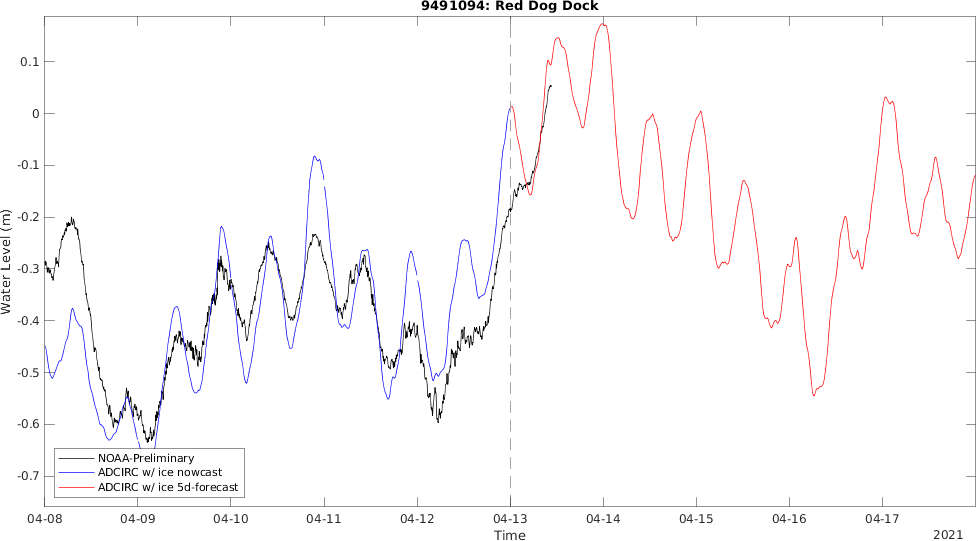 9491094: Red Dog Dock
Water Level (m)
0.1
0
-0.1
-0.2
-0.3
-0.4
-0.5
-0.6
-0.7
NOAA-Preliminary
ADCIRC w/ ice nowcast
ADCIRC w/ ice 5d-forecast
04-08 04-09 04-10 04-11 04-12 04-13 04-14 04-15 04-16 04-17
Time
2021